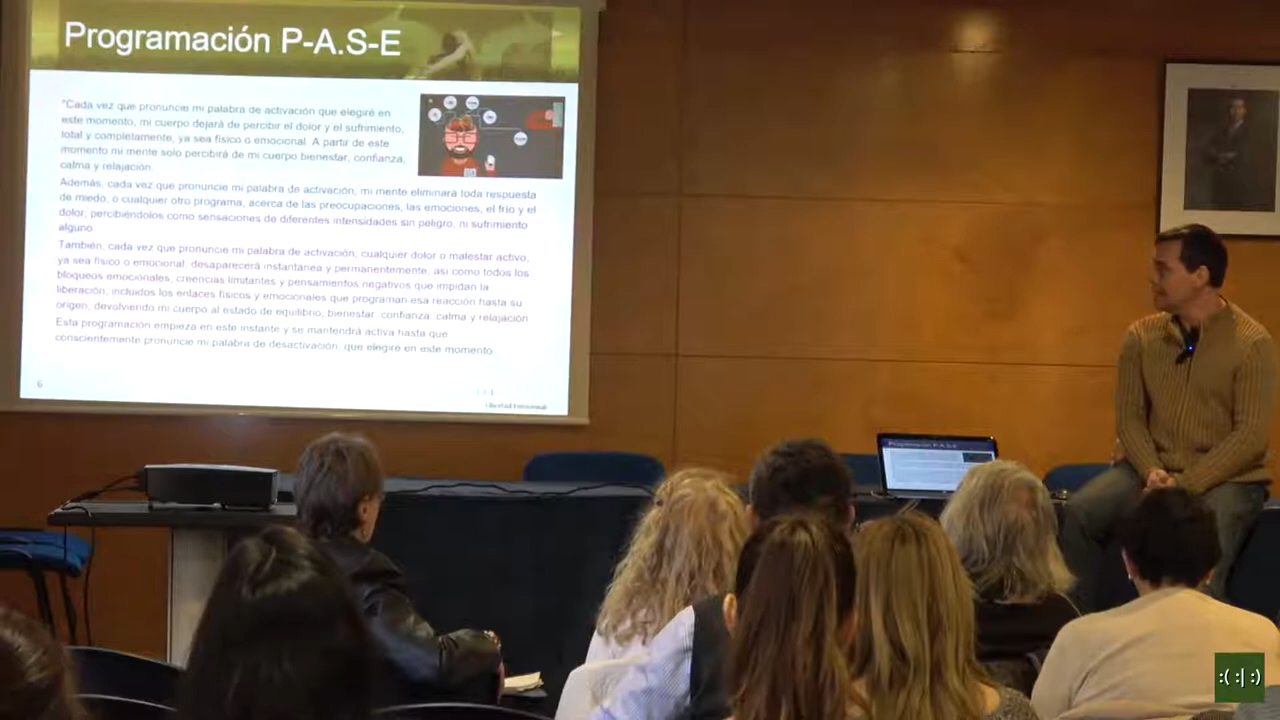 Programación P-A.S-E
"Cada vez que pronuncie mi palabra de activación que elegiré en
este momento, mi cuerpo dejará de percibir el dolor y el sufrimiento,
total y completamente, ya sea físico o emocional. A partir de este
momento mi mente solo percibirá de mi cuerpo bienestar, confianza,
calma y relajación.
Además, cada vez que pronuncie mi palabra de activación, mi mente eliminará toda respuesta
de miedo, o cualquier otro programa, acerca de las preocupaciones, las emociones, el frío y el
dolor, percibiéndolos como sensaciones de diferentes intensidades sin peligro, ni sufrimiento
alguno.
También, cada vez que pronuncie mi palabra de activación, cualquier dolor o malestar activo,
ya sea físico o emocional, desaparecerá instantánea y permanentemente, así como todos los
bloqueos emocionales, creencias limitantes y pensamientos negativos que impidan la
liberación, incluidos los enlaces físicos y emocionales que programan esa reacción hasta su
origen, devolviendo mi cuerpo al estado de equilibrio, bienestar, confianza, calma y relajación.
Esta programación empieza en este instante y se mantendrá activa hasta que
conscientemente pronuncie mi palabra de desactivación, que elegiré en este momento
6
Libertad Emocional
Programación P-A.S-E
:( :| :)